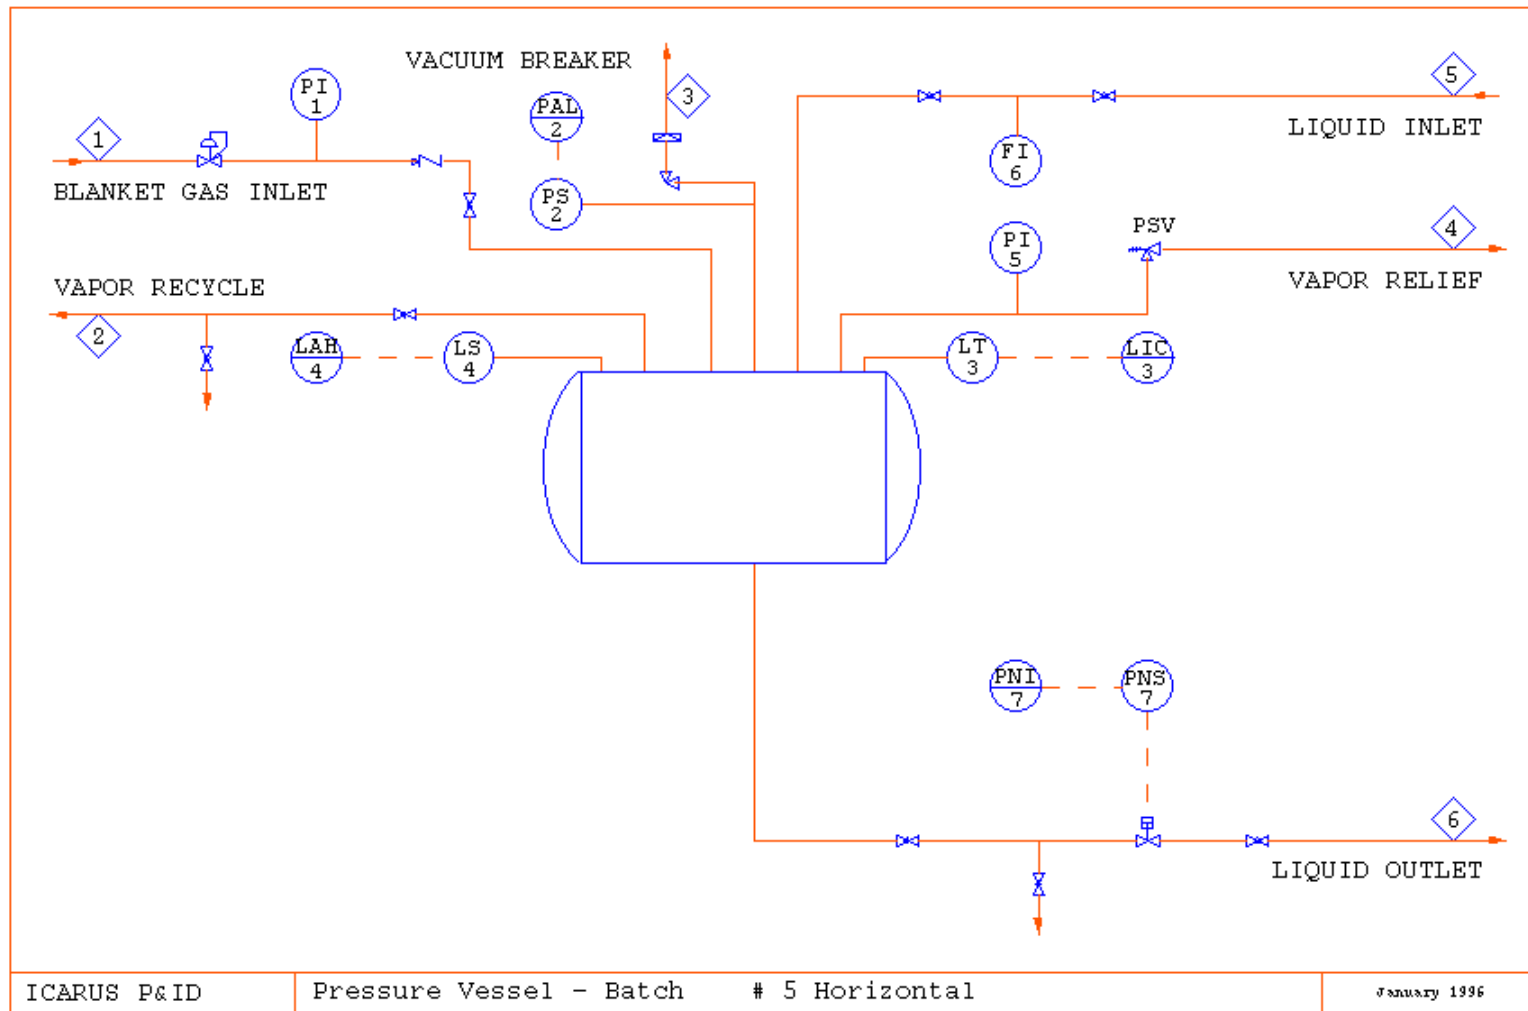 VACUUM BREAKER
PI
1
PAL
2
3
5
1
LIQUID INLET
FI
6
BLANKET GAS INLET
PS
2
PSV
4
PI
5
VAPOR RECYCLE
VAPOR RELIEF
2
LAH
4
LS
4
LT
3
LIC
3
PNI
7
PNS
7
6
LIQUID OUTLET
ICARUS P&ID
Pressure Vessel - Batch # 5 Horizontal
January 1996